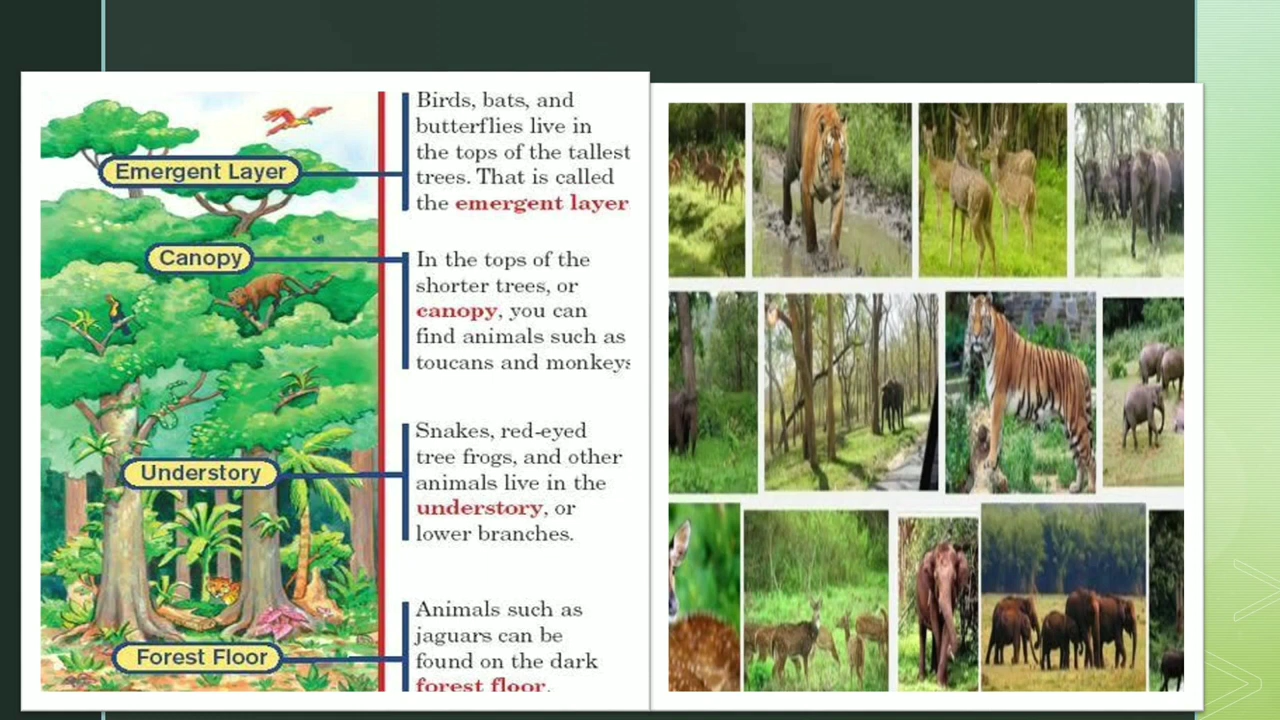 Emergent Layer
Birds, bats, and
butterflies live in
the tops of the tallest
trees. That is called
the emergent layer
Canopy
In the tops of the
shorter trees, or
canopy, you can
find animals such as
toucans and monkeys
Understory
Snakes, red-eyed
tree frogs, and other
animals live in the
understory, or
lower branches.
Forest Floor
Animals such as
jaguars can be
found on the dark
forest floor.